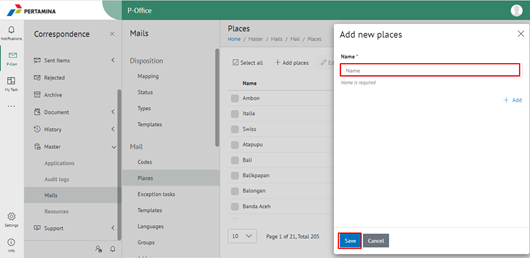 PERTAMINA
P-Office
Notifications
P-Corr
My Task
Settings
Info
Correspondence
Sent Items
Rejected
Archive
Document
History
Master
Applications
Audit logs
Mails
Resources
Support
Mails
Disposition
Mapping
Status
Types
Templates
Mail
Codes
Places
Exception tasks
Templates
Languages
Groups
Places
Home / Master / Mails / Mail / Places
Select all + Add places
Name
Ambon
Italia
Swiss
Atapupu
Bali
Balikpapan
Balongan
Banda Aceh
10 Page 1 of 21, Total 205
Add new places
Name *
Name
Name is required
+ Add
Save Cancel